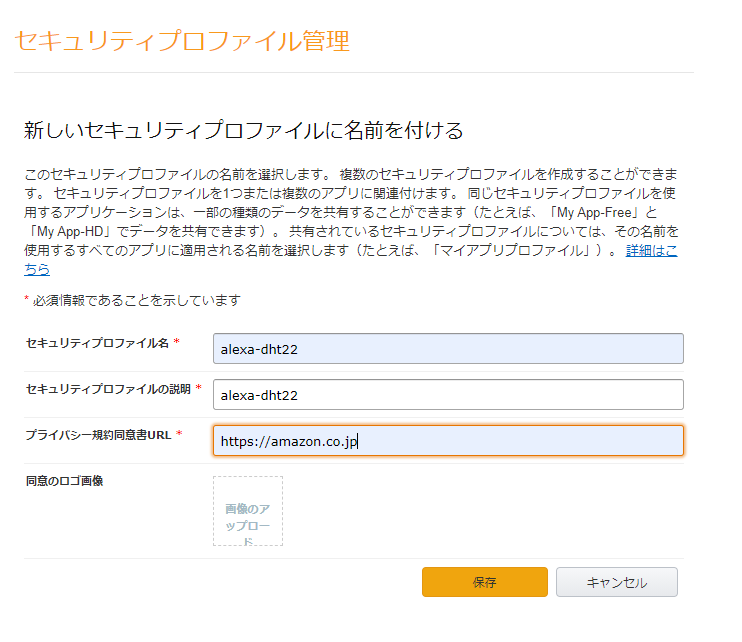 セキュリティプロファイル管理
新しいセキュリティプロファイルに名前を付ける
このセキュリティプロファイルの名前を選択します。 複数のセキュリティプロファイルを作成することができま
す。 セキュリティプロファイルを1つまたは複数のアプリに関連付けます。 同じセキュリティプロファイルを使
用するアプリケーションは、一部の種類のデータを共有することができます（たとえば、「My App-Free」と
「My App-HD」でデータを共有できます）。 共有されているセキュリティプロファイルについては、その名前を
使用するすべてのアプリに適用される名前を選択します（たとえば、「マイアプリプロファイル」）。 詳細はこ
ちら
* 必須情報であることを示しています
セキュリティプロファイル名 *
alexa-dht22
セキュリティプロファイルの説明 *
alexa-dht22
プライバシー規約同意書URL *
https://amazon.co.jp
同意のロゴ画像
画像のア
ップロー
ド
保存
キャンセル